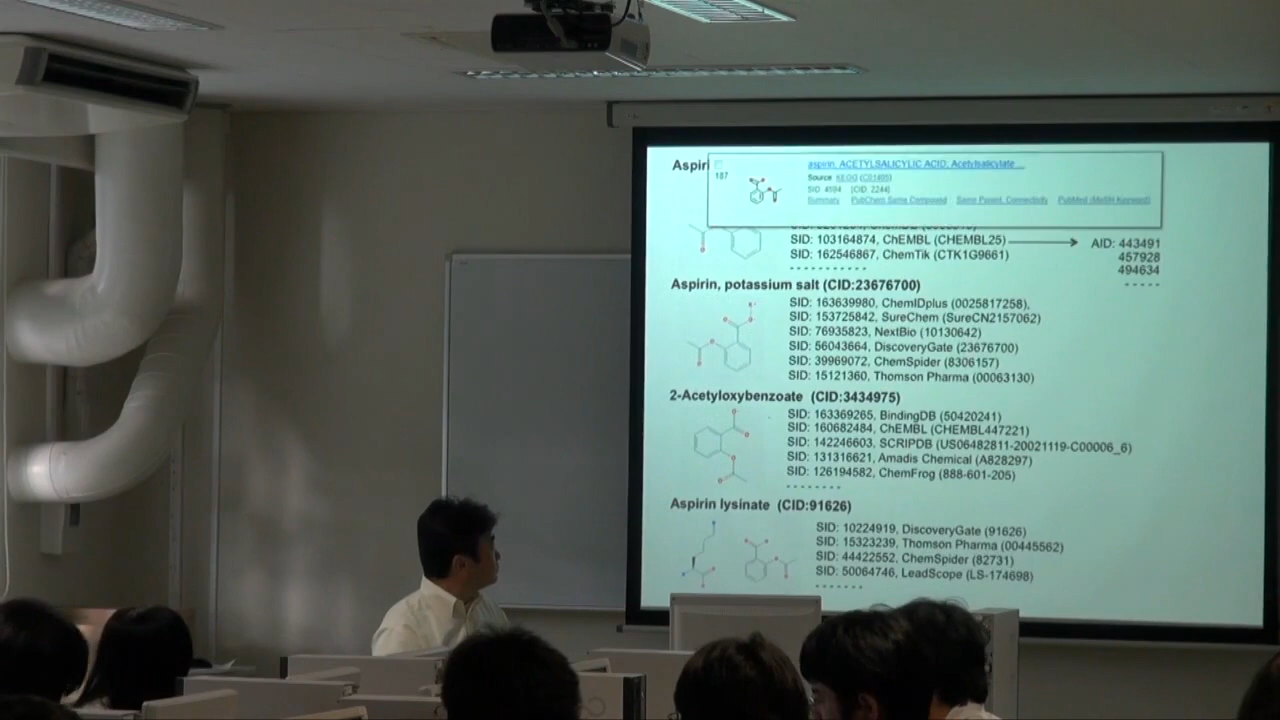 Aspiri
187
aspirin, ACETYLSALICYLIC ACID, Acetylsalicylate ...
Source: KEGG (C01405)
SID: 4594 [CID: 2244]
Summary PubChem Same Compound Same Parent, Connectivity PubMed (MeSH Keyword)
SID: 103164874, ChEMBL (CHEMBL25) AID: 443491
SID: 162546867, ChemTik (CTK1G9661) 457928
494634
Aspirin, potassium salt (CID:23676700)
SID: 163639980, ChemIDplus (0025817258),
SID: 153725842, SureChem (SureCN2157062)
SID: 76935823, NextBio (10130642)
SID: 56043664, DiscoveryGate (23676700)
SID: 39969072, ChemSpider (8306157)
SID: 15121360, Thomson Pharma (00063130)
2-Acetyloxybenzoate (CID:3434975)
SID: 163369265, BindingDB (50420241)
SID: 160682484, ChEMBL (CHEMBL447221)
SID: 142246603, SCRIPDB (US06482811-20021119-C00006_6)
SID: 131316621, Amadis Chemical (A828297)
SID: 126194582, ChemFrog (888-601-205)
Aspirin lysinate (CID:91626)
SID: 10224919, DiscoveryGate (91626)
SID: 15323239, Thomson Pharma (00445562)
SID: 44422552, ChemSpider (82731)
SID: 50064746, LeadScope (LS-174698)